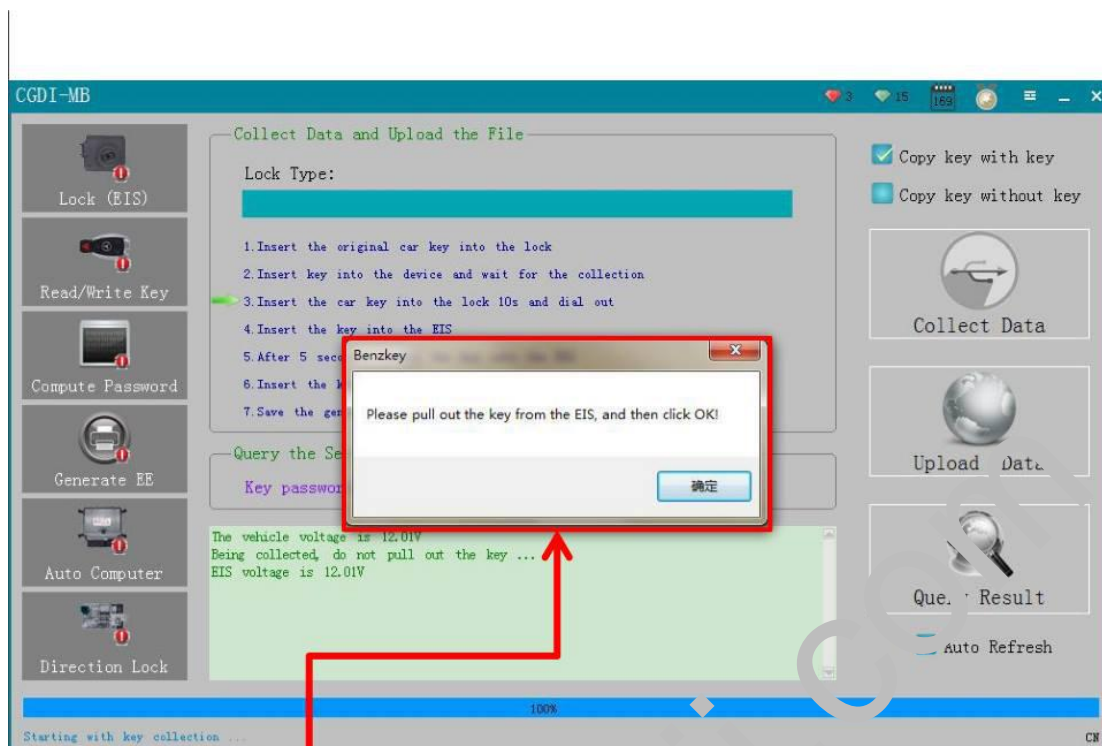 CGDI-MB
3
15
169
Lock (EIS)
Read/Write Key
Compute Password
Generate EE
Auto Computer
Direction Lock
Collect Data and Upload the File
Lock Type:
1.Insert the original car key into the lock
2.Insert key into the device and wait for the collection
3.Insert the car key into the lock 10s and dial out
4.Insert the key into the EIS
5.After 5
6.Insert the
7.Save the
Benzkey
Please pull out the key from the EIS, and then click OK!
确定
Query the
Key
The vehicle voltage is 12.01V
Being collected, do not pull out the key ...
EIS voltage is 12.01V
Copy key with key
Copy key without key
Collect Data
Upload Data
Result
Auto Refresh
100%
Starting with key collection ...
CN